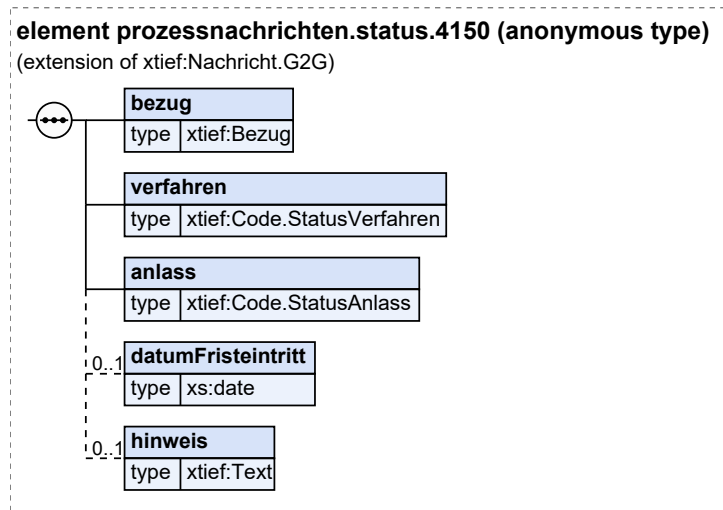 element prozessnachrichten.status.4150 (anonymous type)
(extension of xtief:Nachricht.G2G)
bezug
type xtief:Bezug
verfahren
type xtief:Code.StatusVerfahren
anlass
type xtief:Code.StatusAnlass
0..1 datumFristeintritt
type xs:date
0..1 hinweis
type xtief:Text